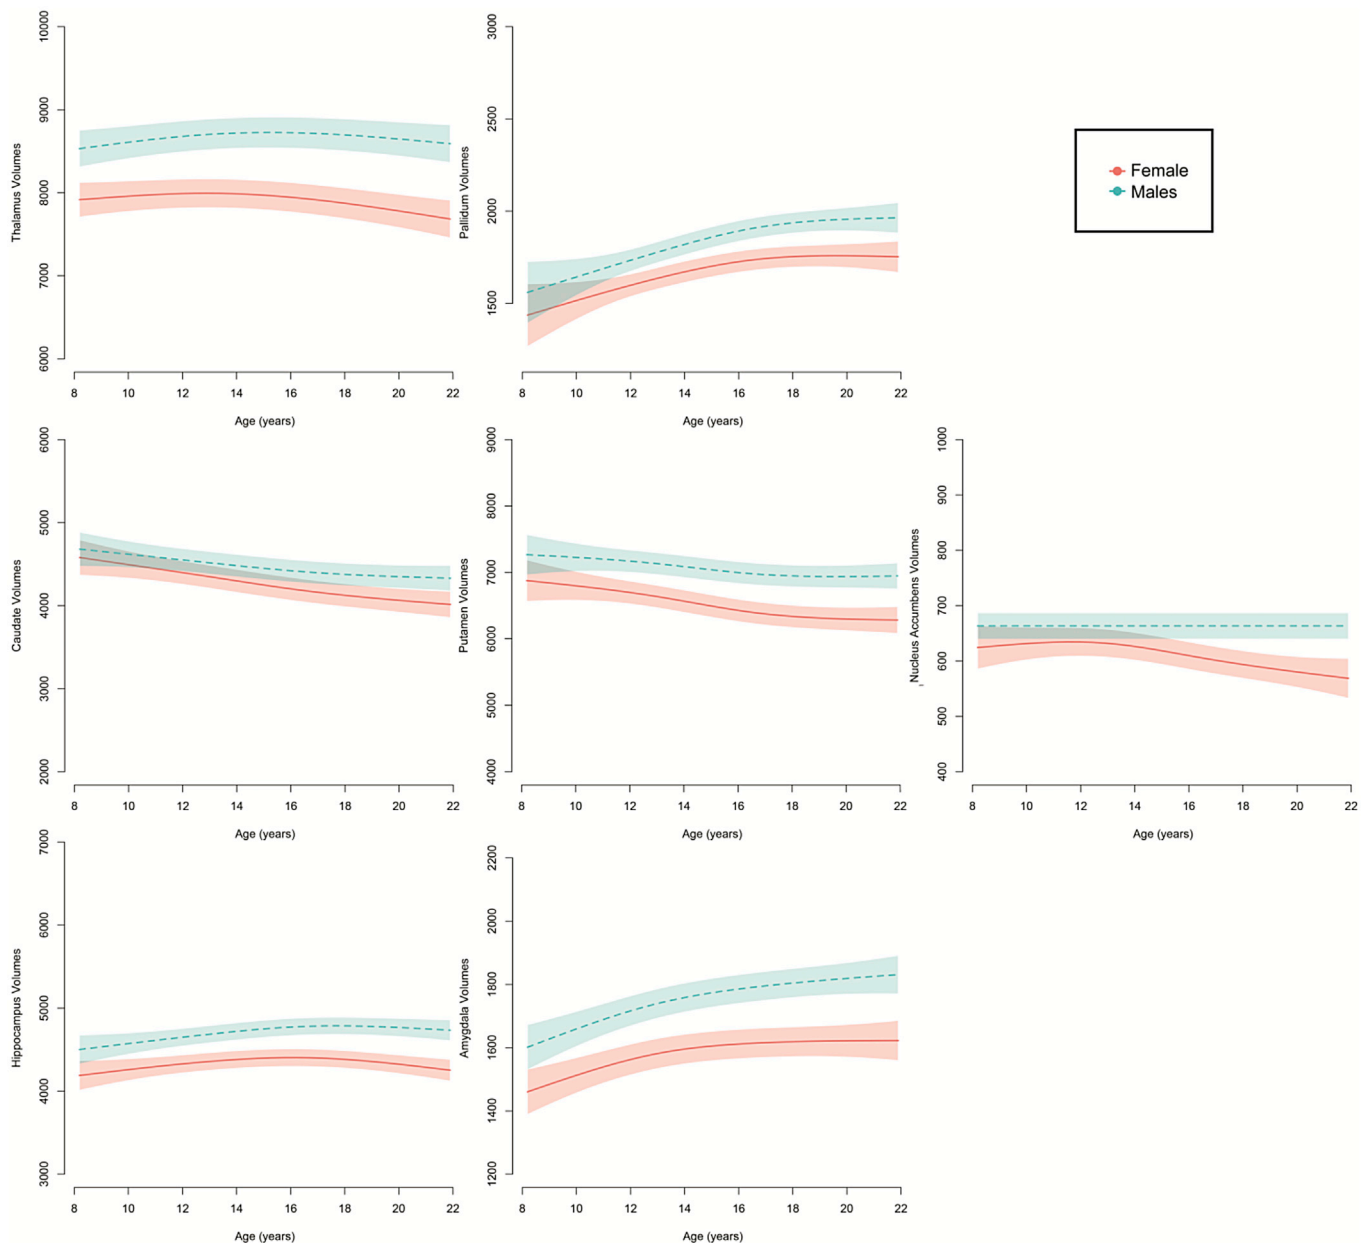 Thalamus Volumes
10000
9000
8000
7000
6000
8 10 12 14 16 18 20 22
Age (years)
Pallidum Volumes
3000
2500
2000
1500
8 10 12 14 16 18 20 22
Age (years)
Female
Males
Caudate Volumes
6000
5000
4000
3000
2000
8 10 12 14 16 18 20 22
Age (years)
Putamen Volumes
9000
8000
7000
6000
5000
4000
8 10 12 14 16 18 20 22
Age (years)
Nucleus Accumbens Volumes
1000
900
800
700
600
500
400
8 10 12 14 16 18 20 22
Age (years)
Hippocampus Volumes
7000
6000
5000
4000
3000
8 10 12 14 16 18 20 22
Age (years)
Amygdala Volumes
2200
2000
1800
1600
1400
1200
8 10 12 14 16 18 20 22
Age (years)